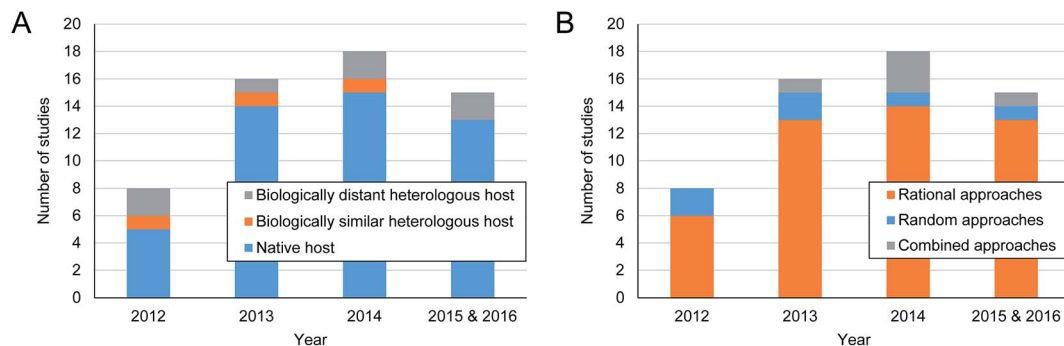 A
Number of studies
20
18
16
14
12
10
8
6
4
2
0
Biologically distant heterologous host
Biologically similar heterologous host
Native host
2012
2013
2014
2015 & 2016
Year
B
Number of studies
20
18
16
14
12
10
8
6
4
2
0
Rational approaches
Random approaches
Combined approaches
2012
2013
2014
2015 & 2016
Year